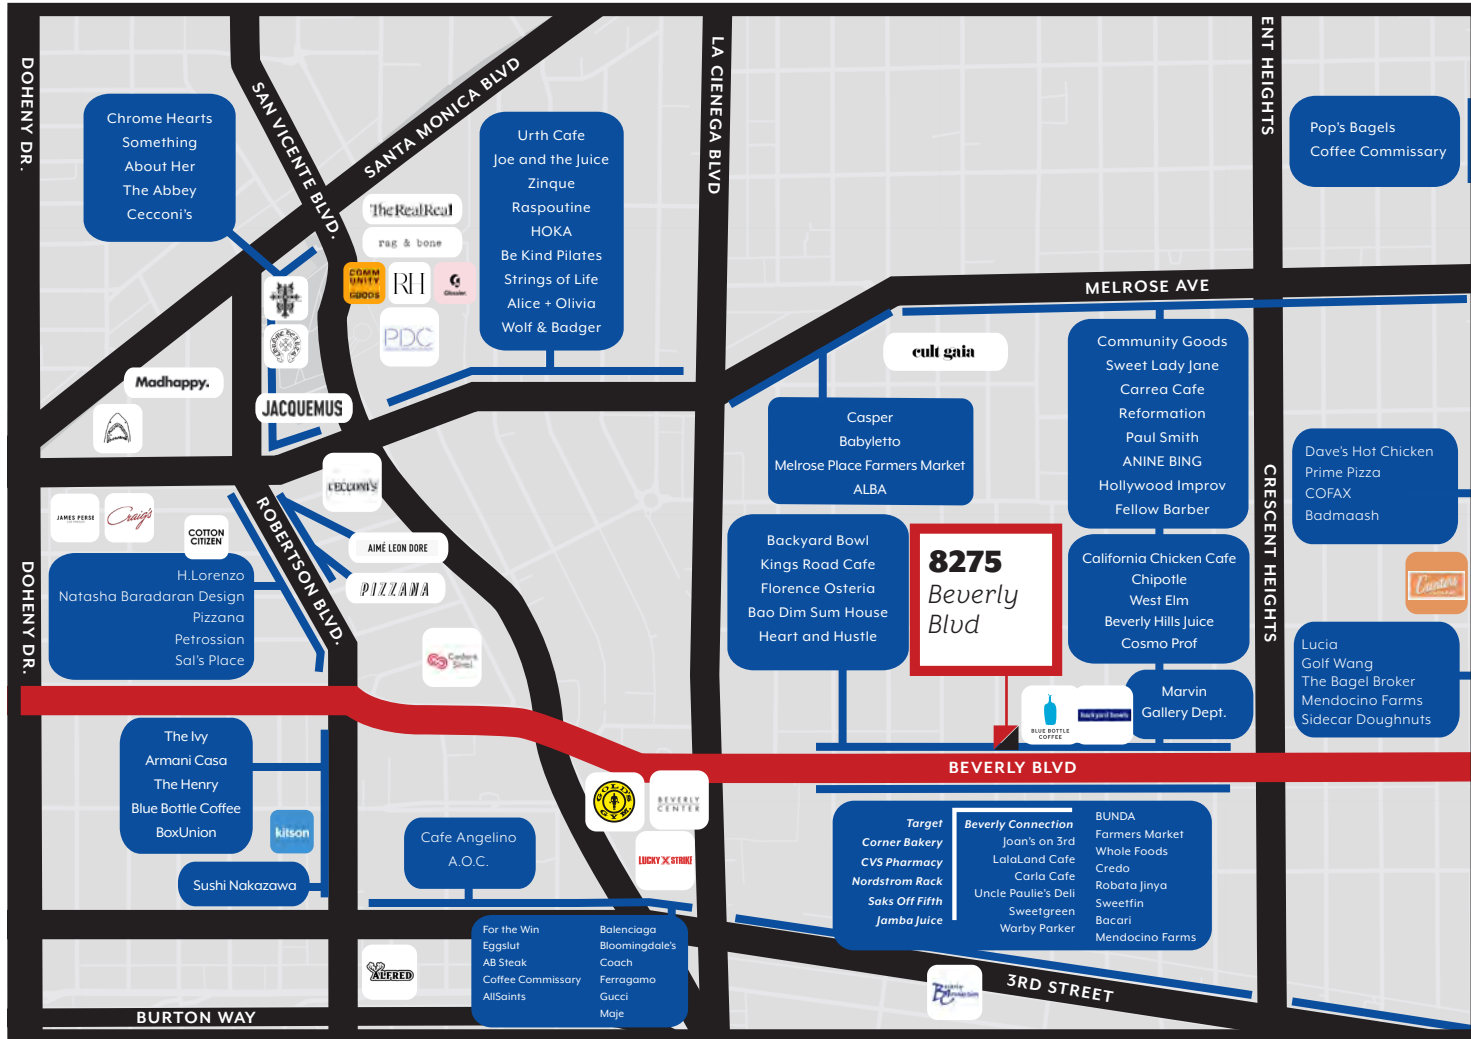 DOHENY DR.
SAN VICENTE BLVD.
SANTA MONICA BLVD
LA CIENEGA BLVD
ENT HEIGHTS
Chrome Hearts
Something
About Her
The Abbey
Cecconi's
TheRealReal
rag & bone
COMM
UNITY
GOODS
RH
Glossier.
PDC
Urth Cafe
Joe and the Juice
Zinque
Raspoutine
HOKA
Be Kind Pilates
Strings of Life
Alice + Olivia
Wolf & Badger
Pop's Bagels
Coffee Commissary
MELROSE AVE
cult gaia
Madhappy.
JACQUEMUS
Casper
Babyletto
Melrose Place Farmers Market
ALBA
Community Goods
Sweet Lady Jane
Carrea Cafe
Reformation
Paul Smith
ANINE BING
Hollywood Improv
Fellow Barber
Dave's Hot Chicken
Prime Pizza
COFAX
Badmaash
CECCONI'S
JAMES PERSE
Craig's
COTTON
CITIZEN
ROBERTSON BLVD.
AIMÉ LEON DORE
PIZZANA
DOHENY DR.
H.Lorenzo
Natasha Baradaran Design
Pizzana
Petrossian
Sal's Place
Backyard Bowl
Kings Road Cafe
Florence Osteria
Bao Dim Sum House
Heart and Hustle
8275
Beverly
Blvd
California Chicken Cafe
Chipotle
West Elm
Beverly Hills Juice
Cosmo Prof
CRESCENT HEIGHTS
Lucia
Golf Wang
The Bagel Broker
Mendocino Farms
Sidecar Doughnuts
Marvin
Gallery Dept.
BLUE BOTTLE
COFFEE
backyard bowls
BEVERLY BLVD
The Ivy
Armani Casa
The Henry
Blue Bottle Coffee
BoxUnion
kitson
Sushi Nakazawa
GOLD'S
GYM
BEVERLY
CENTER
LUCKY STRIKE
Cafe Angelino
A.O.C.
Target
Corner Bakery
CVS Pharmacy
Nordstrom Rack
Saks Off Fifth
Jamba Juice
Beverly Connection
Joan's on 3rd
LalaLand Cafe
Carla Cafe
Uncle Paulie's Deli
Sweetgreen
Warby Parker
BUNDA
Farmers Market
Whole Foods
Credo
Robata Jinya
Sweetfin
Bacari
Mendocino Farms
For the Win
Eggslut
AB Steak
Coffee Commissary
AllSaints
Balenciaga
Bloomingdale's
Coach
Ferragamo
Gucci
Maje
ALFRED
Beverly
Connection
3RD STREET
BURTON WAY